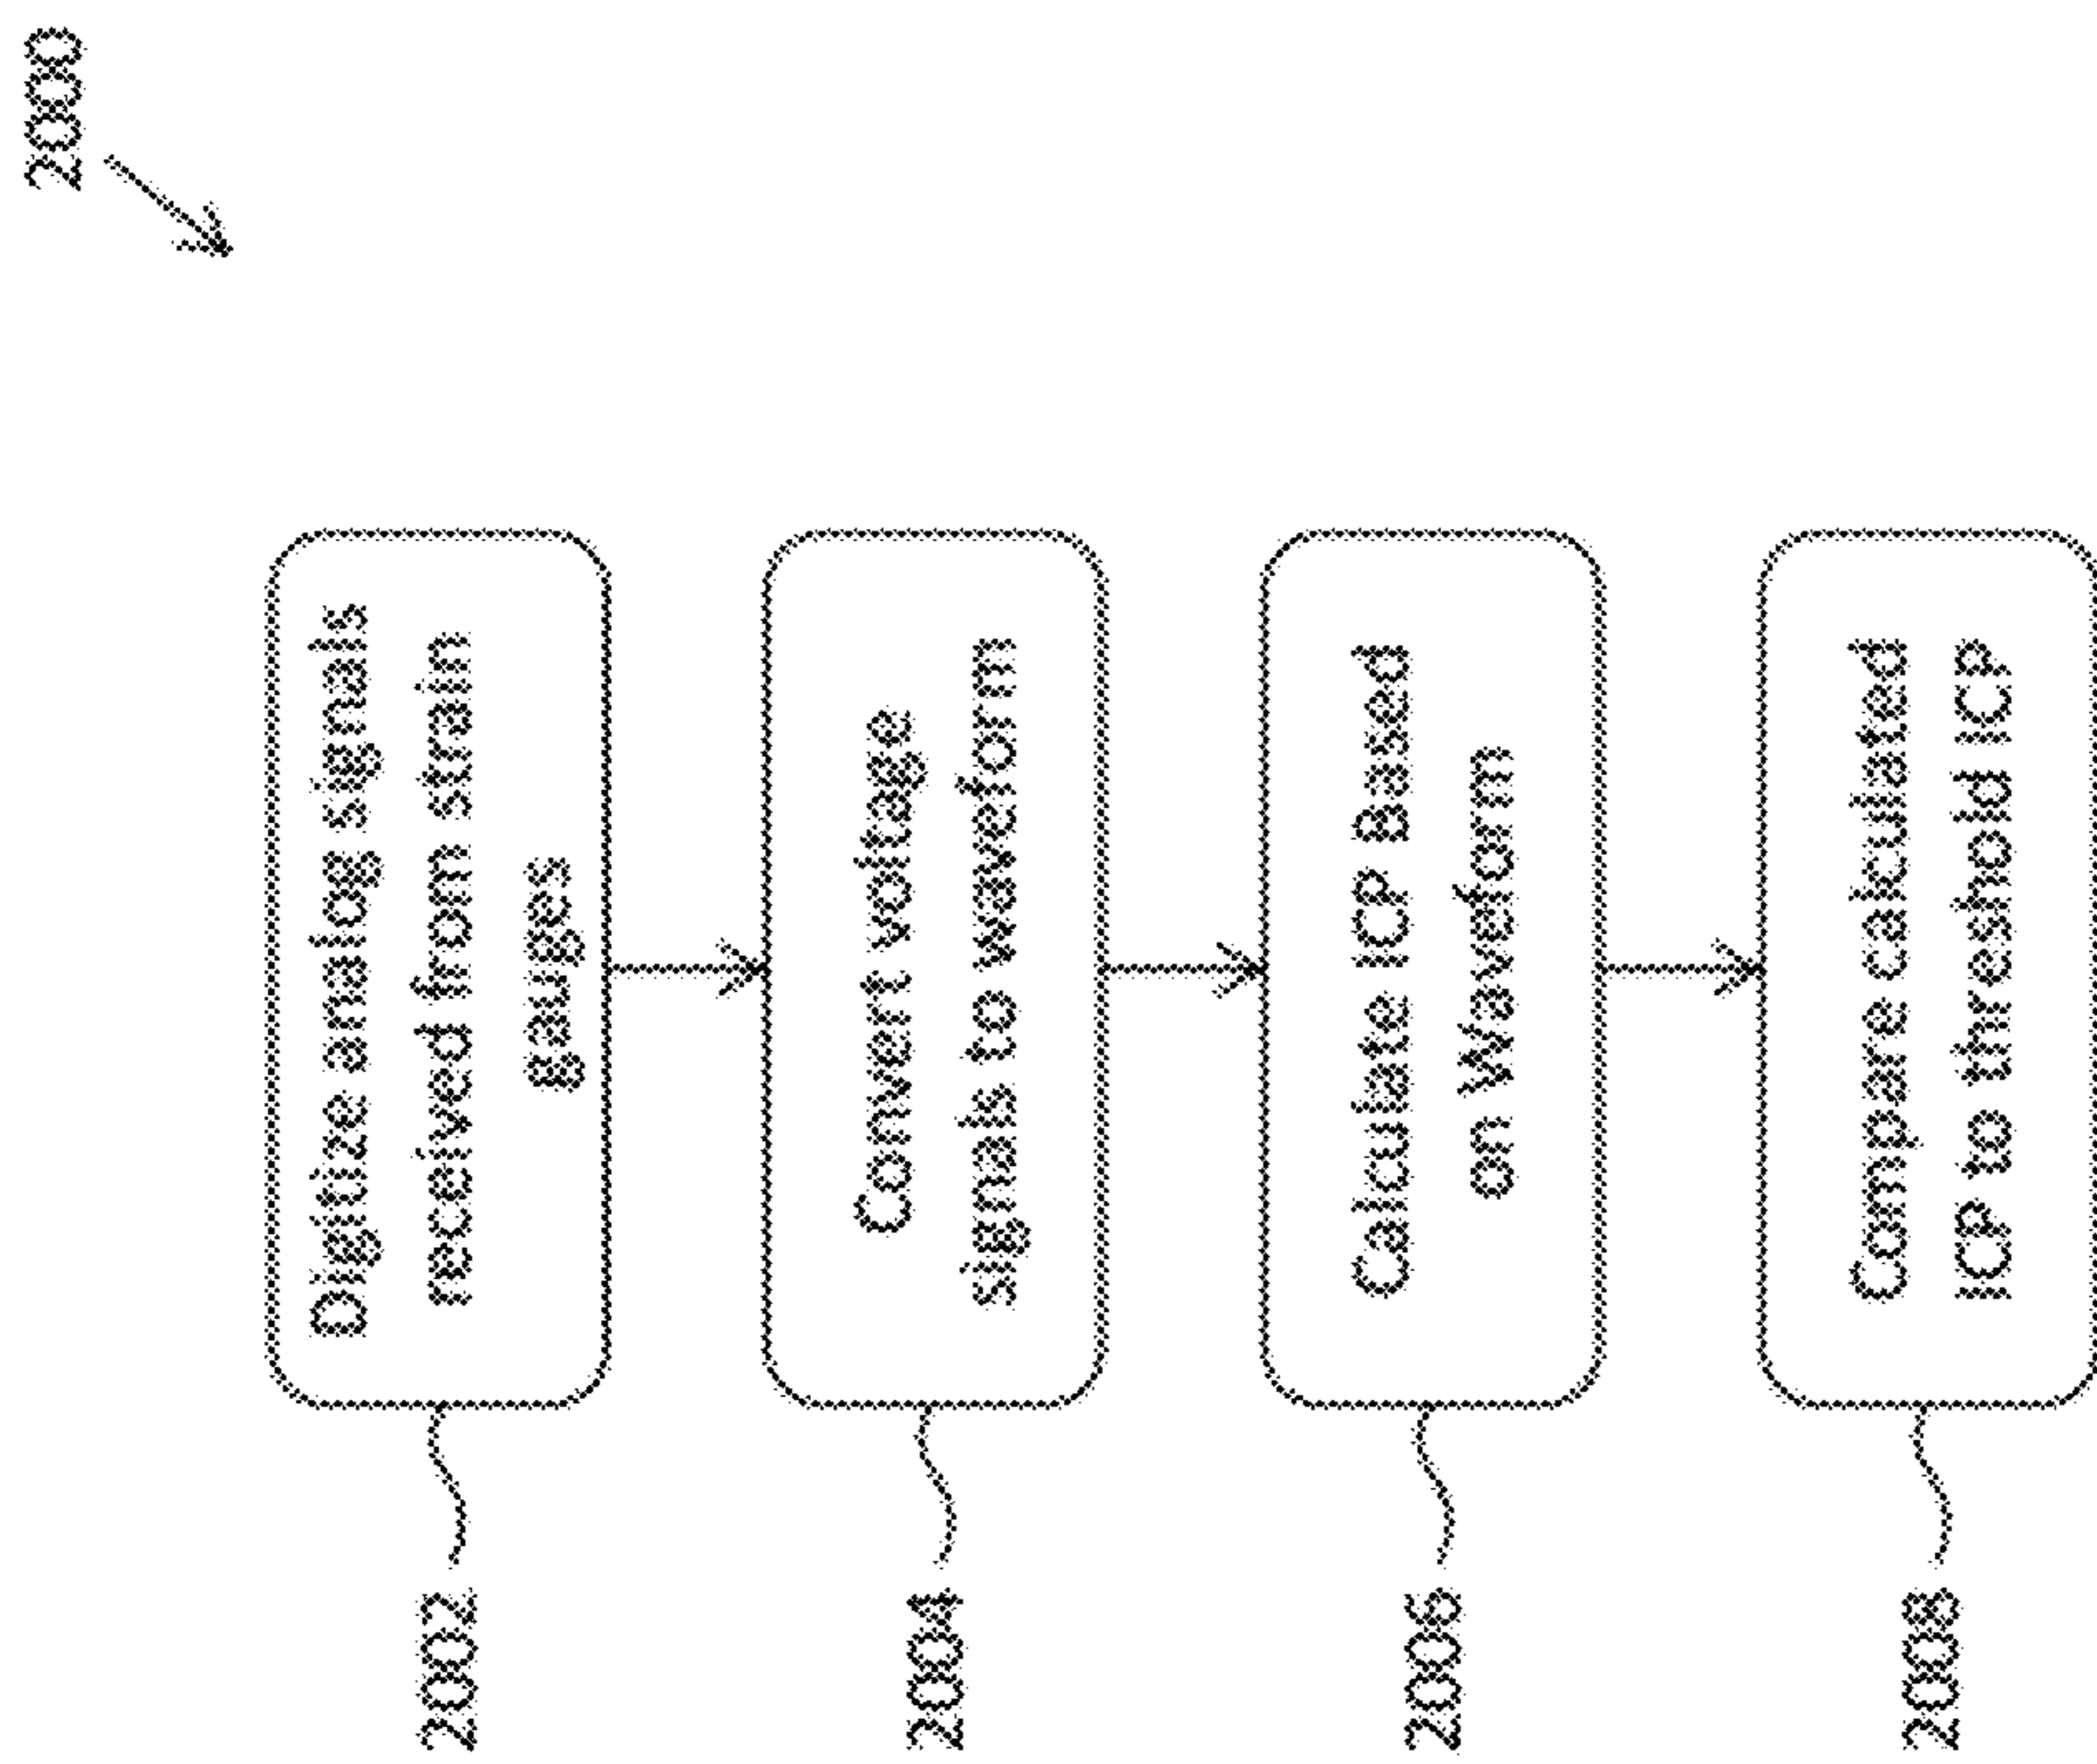 2000
2002
Digitize analog signals
received from strain
gauges
2004
Convert voltage
signals to waveform
2006
Calculate ICP Based
on Waveform
2008
Compare calculated
ICP to threshold ICP